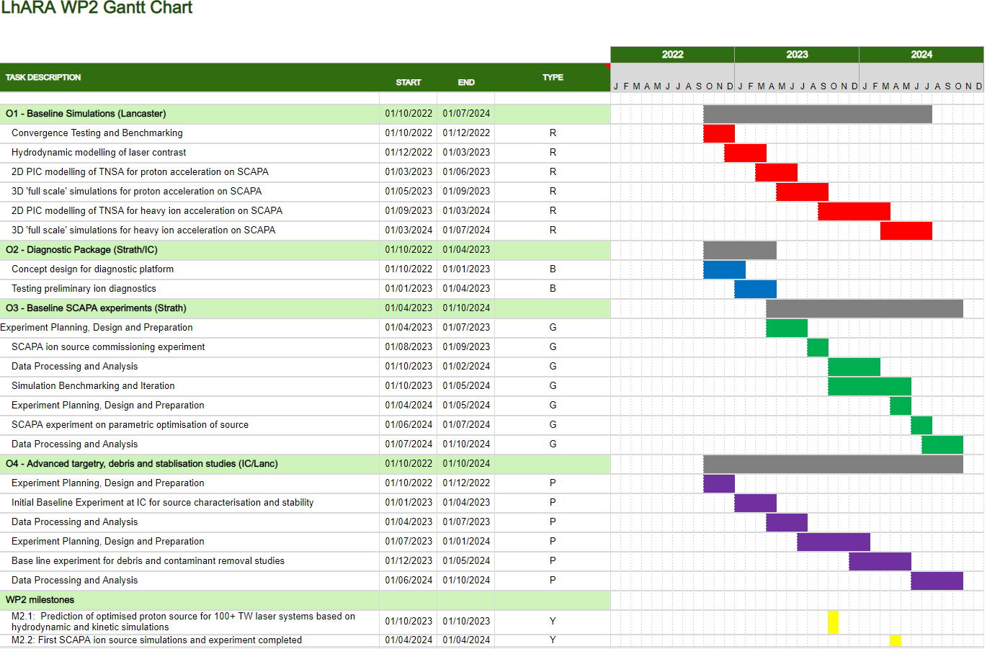 LhARA WP2 Gantt Chart
2022 2023 2024
TASK DESCRIPTION START END TYPE
J F M A M J J A S O N D J F M A M J J A S O N D J F M A M J J A S O N D
O1 - Baseline Simulations (Lancaster) 01/10/2022 01/07/2024
Convergence Testing and Benchmarking 01/10/2022 01/12/2022 R
Hydrodynamic modelling of laser contrast 01/12/2022 01/03/2023 R
2D PIC modelling of TNSA for proton acceleration on SCAPA 01/03/2023 01/06/2023 R
3D 'full scale' simulations for proton acceleration on SCAPA 01/05/2023 01/09/2023 R
2D PIC modelling of TNSA for heavy ion acceleration on SCAPA 01/09/2023 01/03/2024 R
3D 'full scale' simulations for heavy ion acceleration on SCAPA 01/03/2024 01/07/2024 R
O2 - Diagnostic Package (Strath/IC) 01/10/2022 01/04/2023
Concept design for diagnostic platform 01/10/2022 01/01/2023 B
Testing preliminary ion diagnostics 01/01/2023 01/04/2023 B
O3 - Baseline SCAPA experiments (Strath) 01/04/2023 01/10/2024
Experiment Planning, Design and Preparation 01/04/2023 01/07/2023 G
SCAPA ion source commissioning experiment 01/08/2023 01/09/2023 G
Data Processing and Analysis 01/10/2023 01/02/2024 G
Simulation Benchmarking and Iteration 01/10/2023 01/05/2024 G
Experiment Planning, Design and Preparation 01/04/2024 01/05/2024 G
SCAPA experiment on parametric optimisation of source 01/06/2024 01/07/2024 G
Data Processing and Analysis 01/07/2024 01/10/2024 G
O4 - Advanced targetry, debris and stablisation studies (IC/Lanc) 01/10/2022 01/10/2024
Experiment Planning, Design and Preparation 01/10/2022 01/12/2022 P
Initial Baseline Experiment at IC for source characterisation and stability 01/01/2023 01/04/2023 P
Data Processing and Analysis 01/04/2023 01/07/2023 P
Experiment Planning, Design and Preparation 01/07/2023 01/01/2024 P
Base line experiment for debris and contaminant removal studies 01/12/2023 01/05/2024 P
Data Processing and Analysis 01/06/2024 01/10/2024 P
WP2 milestones
M2.1: Prediction of optimised proton source for 100+ TW laser systems based on
hydrodynamic and kinetic simulations 01/10/2023 01/10/2023 Y
M2.2: First SCAPA ion source simulations and experiment completed 01/04/2024 01/04/2024 Y